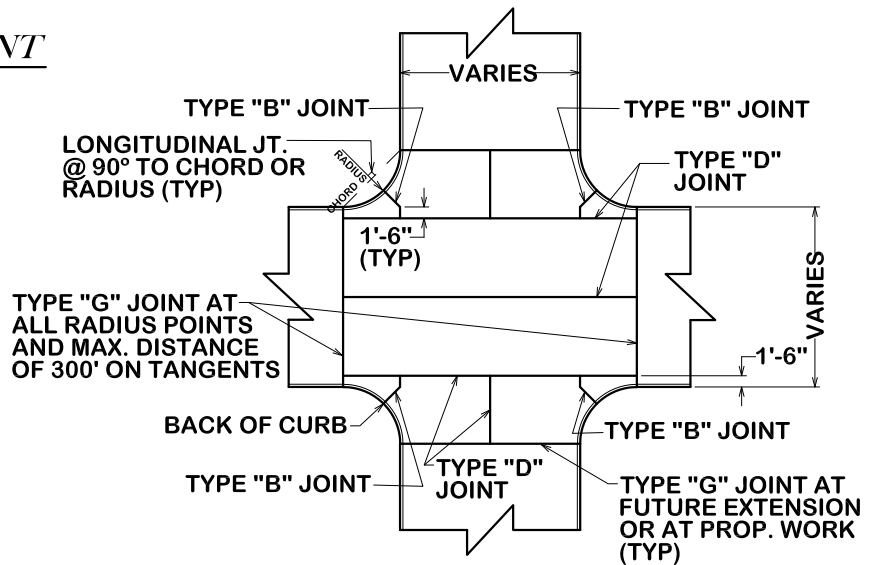 VARIES
TYPE "B" JOINT
TYPE "B" JOINT
LONGITUDINAL JT.
@ 90° TO CHORD OR
RADIUS (TYP)
RADIUS
CHORD
TYPE "D"
JOINT
1'-6"
(TYP)
VARIES
TYPE "G" JOINT AT
ALL RADIUS POINTS
AND MAX. DISTANCE
OF 300' ON TANGENTS
1'-6"
BACK OF CURB
TYPE "B" JOINT
TYPE "B" JOINT
TYPE "D"
JOINT
TYPE "G" JOINT AT
FUTURE EXTENSION
OR AT PROP. WORK
(TYP)